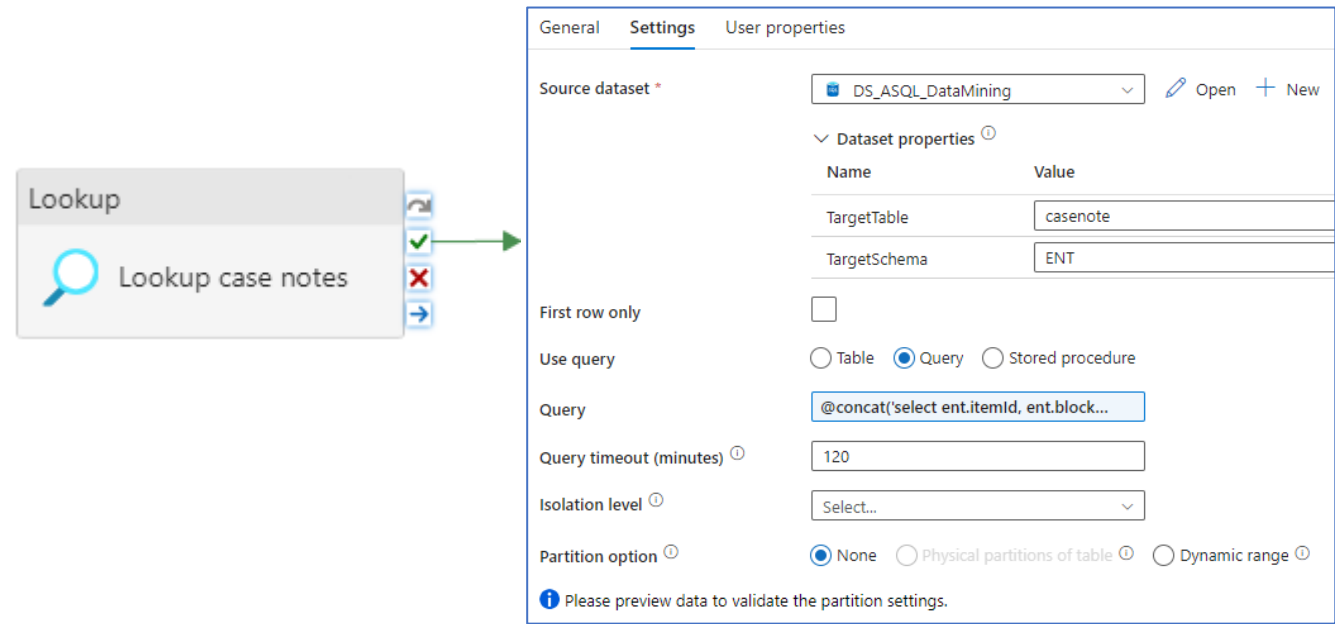 Lookup
Lookup case notes
General Settings User properties
Source dataset * DS_ASQL_DataMining Open New
Dataset properties
Name Value
TargetTable casenote
TargetSchema ENT
First row only
Use query Table Query Stored procedure
Query @concat('select ent.itemId, ent.block...
Query timeout (minutes) 120
Isolation level Select...
Partition option None Physical partitions of table Dynamic range
Please preview data to validate the partition settings.